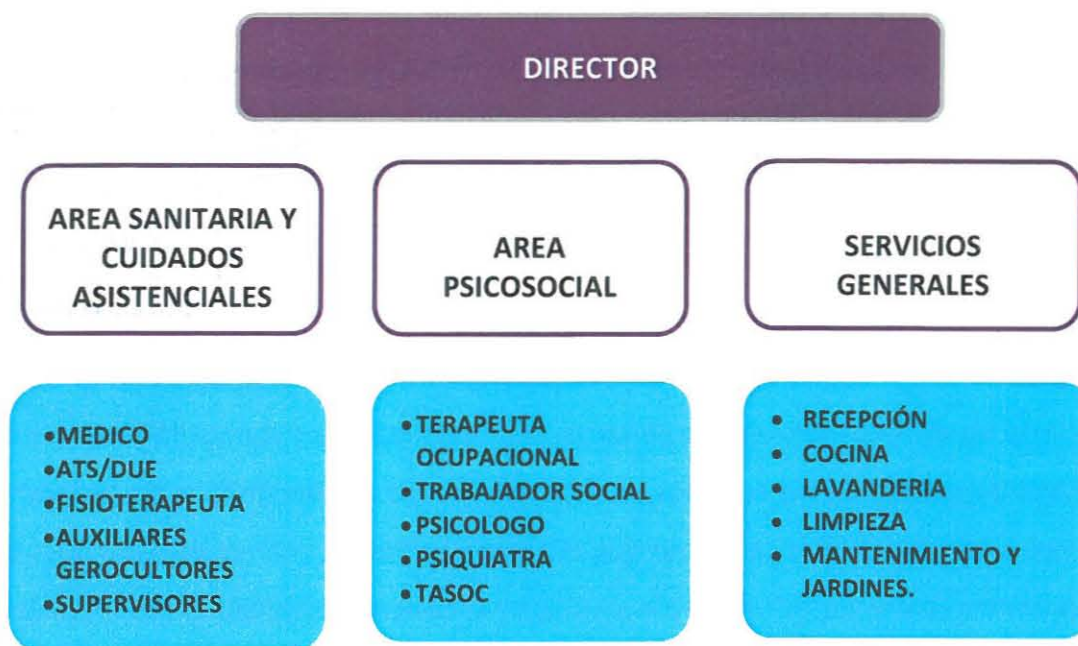 DIRECTOR
AREA SANITARIA Y
CUIDADOS
ASISTENCIALES
AREA
PSICOSOCIAL
SERVICIOS
GENERALES
•MEDICO
•ATS/DUE
•FISIOTERAPEUTA
•AUXILIARES
GEROCULTORES
•SUPERVISORES
•TERAPEUTA
OCUPACIONAL
•TRABAJADOR SOCIAL
•PSICOLOGO
•PSIQUIATRA
•TASOC
• RECEPCIÓN
• COCINA
• LAVANDERIA
• LIMPIEZA
• MANTENIMIENTO Y
JARDINES.